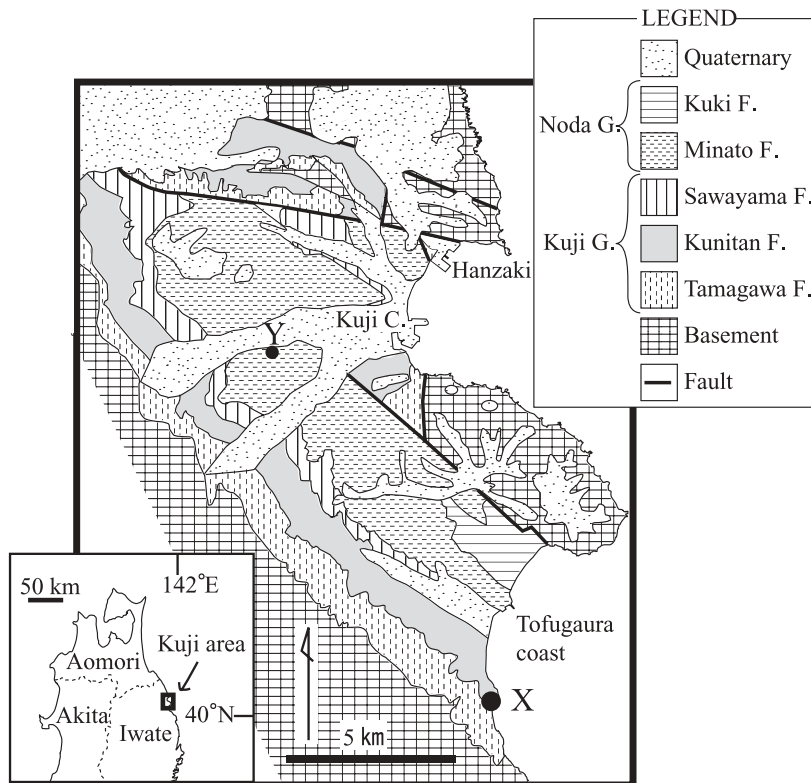 LEGEND
Quaternary
Noda G.
Kuki F.
Minato F.
Kuji G.
Sawayama F.
Kunitan F.
Tamagawa F.
Basement
Fault
Hanzaki
Kuji C.
Y
Tofugaura
coast
X
5 km
50 km
142°E
Kuji area
Aomori
Akita
Iwate
40°N